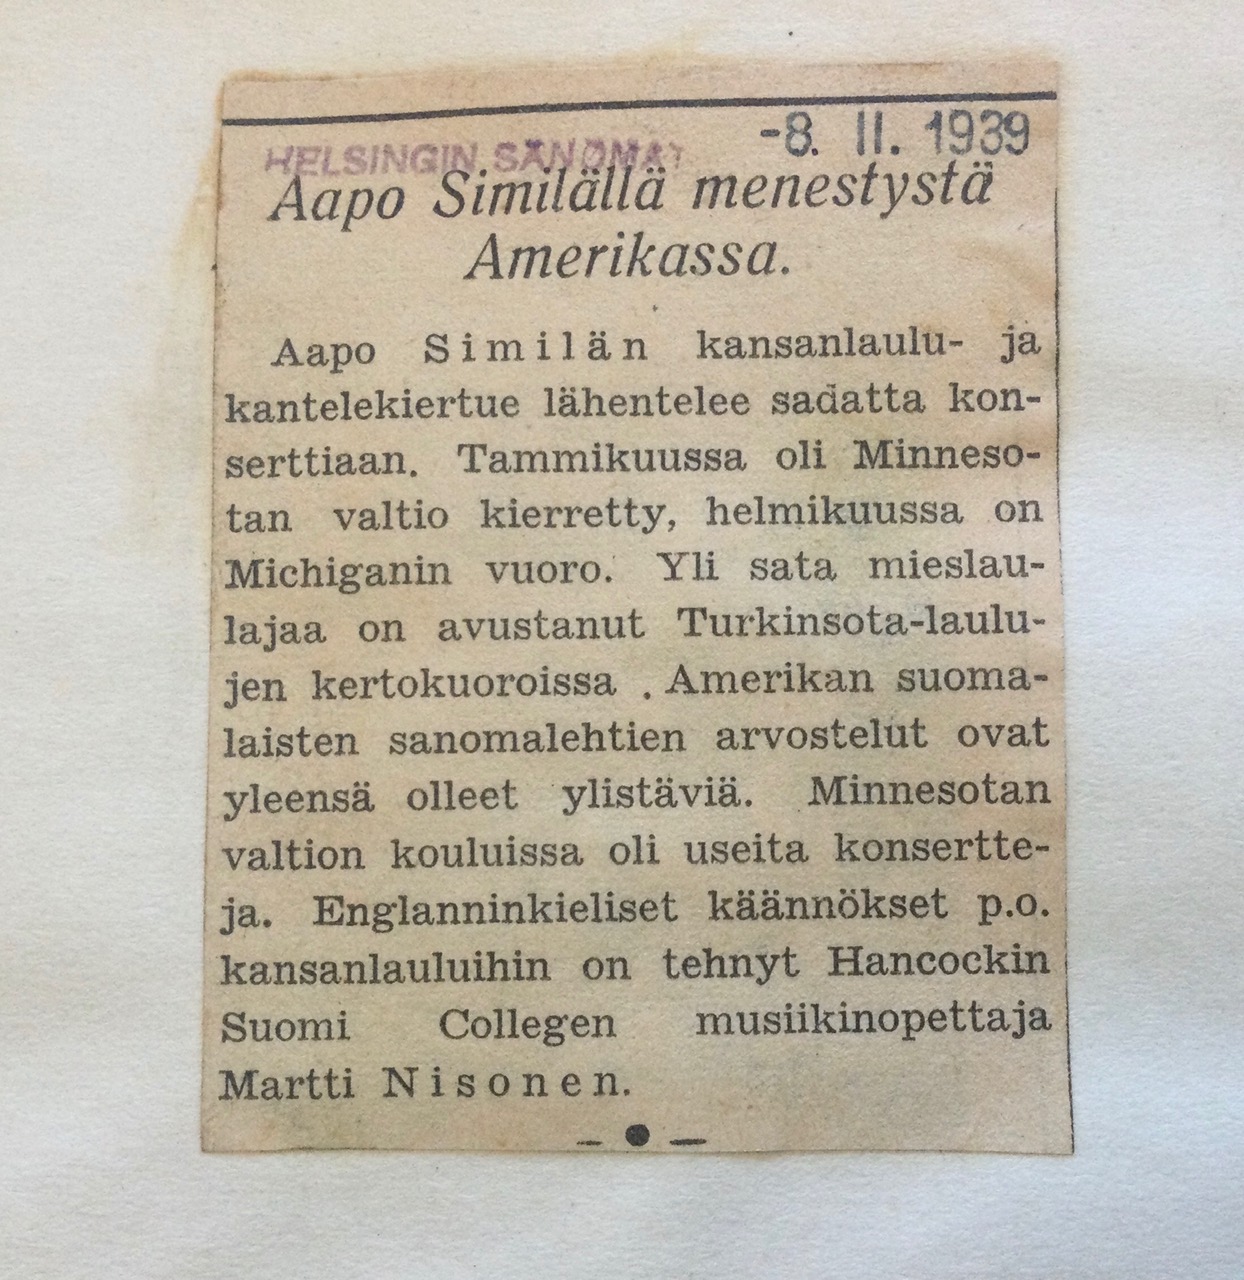 -8. II. 1939
HELSINGIN SANOMAT
Aapo Similällä menestystä
Amerikassa.
Aapo Similän kansanlaulu- ja
kantelekiertue lähentelee sadatta kon-
serttiaan. Tammikuussa oli Minneso-
tan valtio kierretty, helmikuussa on
Michiganin vuoro. Yli sata mieslau-
lajaa on avustanut Turkinsota-laulu-
jen kertokuoroissa . Amerikan suoma-
laisten sanomalehtien arvostelut ovat
yleensä olleet ylistäviä. Minnesotan
valtion kouluissa oli useita konsertte-
ja. Englanninkieliset käännökset p.o.
kansanlauluihin on tehnyt Hancockin
Suomi Collegen musiikinopettaja
Martti Nisonen.